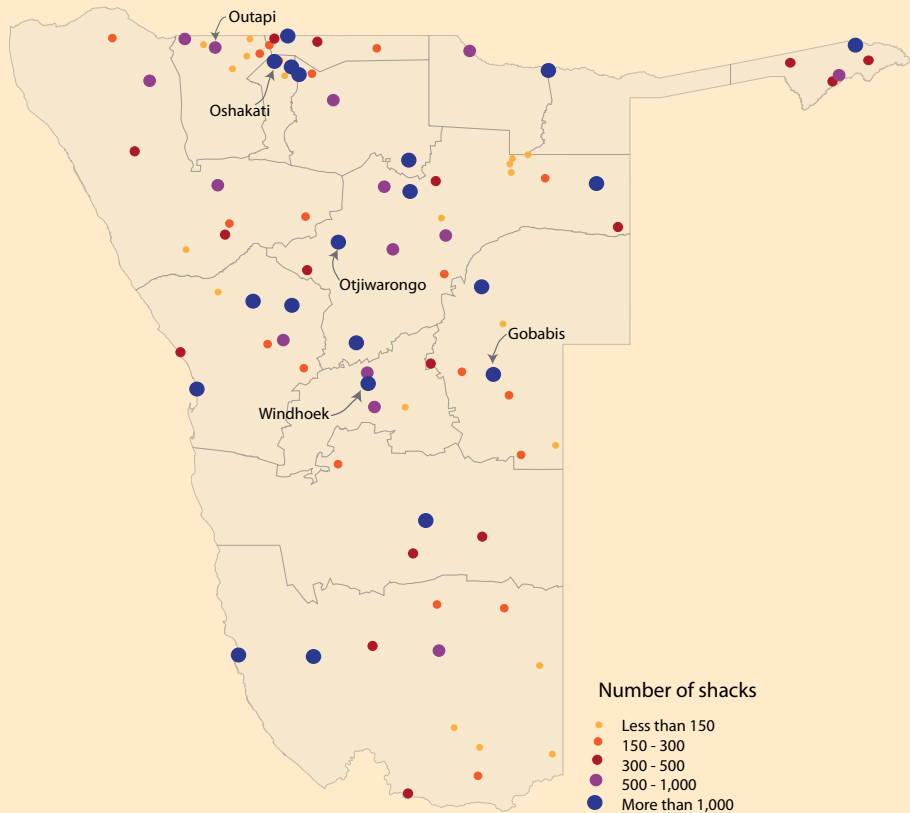 Outapi
Oshakati
Otjiwarongo
Gobabis
Windhoek
Number of shacks
Less than 150
150 - 300
300 - 500
500 - 1,000
More than 1,000